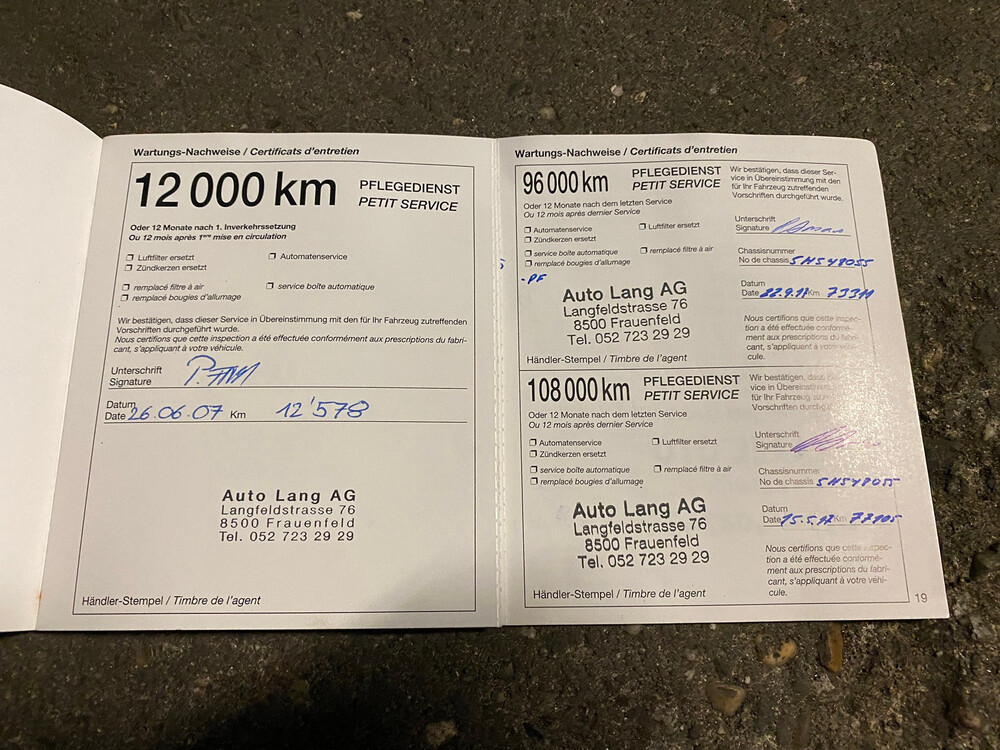 Wartungs-Nachweise / Certificats d'entretien
12 000 km
PFLEGEDIENST
PETIT SERVICE
Oder 12 Monate nach 1. Inverkehrssetzung
Ou 12 mois après 1ère mise en circulation
Luftfilter ersetzt
Automatenservice
Zündkerzen ersetzt
remplacé filtre à air
service boîte automatique
remplacé bougies d'allumage
Wir bestätigen, dass dieser Service in Übereinstimmung mit den für Ihr Fahrzeug zutreffenden
Vorschriften durchgeführt wurde.
Nous certifions que cette inspection a été effectuée conformément aux prescriptions du fabri-
cant, s'appliquant à votre véhicule.
Unterschrift
Signature
Datum
Date 26.06.07 Km 12'578
Auto Lang AG
Langfeldstrasse 76
8500 Frauenfeld
Tel. 052 723 29 29
Händler-Stempel / Timbre de l'agent
Wartungs-Nachweise / Certificats d'entretien
96 000 km
PFLEGEDIENST
PETIT SERVICE
Oder 12 Monate nach dem letzten Service
Ou 12 mois après dernier Service
Automatenservice
Luftfilter ersetzt
Zündkerzen ersetzt
service boîte automatique
remplacé filtre à air
remplacé bougies d'allumage
-PF
Auto Lang AG
Langfeldstrasse 76
8500 Frauenfeld
Tel. 052 723 29 29
Händler-Stempel / Timbre de l'agent
Wir bestätigen, dass dieser Ser-
vice in Übereinstimmung mit den
für Ihr Fahrzeug zutreffenden
Vorschriften durchgeführt wurde.
Unterschrift
Signature
Chassisnummer
No de chassis
Datum
Date Km
Nous certifions que cette inspec-
tion a été effectuée conformé-
ment aux prescriptions du fabri-
cant, s'appliquant à votre véhi-
cule.
108 000 km
PFLEGEDIENST
PETIT SERVICE
Oder 12 Monate nach dem letzten Service
Ou 12 mois après dernier Service
Automatenservice
Luftfilter ersetzt
Zündkerzen ersetzt
service boîte automatique
remplacé filtre à air
remplacé bougies d'allumage
Auto Lang AG
Langfeldstrasse 76
8500 Frauenfeld
Tel. 052 723 29 29
Händler-Stempel / Timbre de l'agent
Wir bestätigen, dass dieser Ser-
vice in Übereinstimmung
für Ihr Fahrzeug
Vorschriften
Unterschrift
Signature
Chassisnummer
No de chassis
Datum
Date Km
Nous certifions que cette inspec-
tion a été effectuée conformé-
ment aux prescriptions du fabri-
cant, s'appliquant à votre véhi-
cule.
19